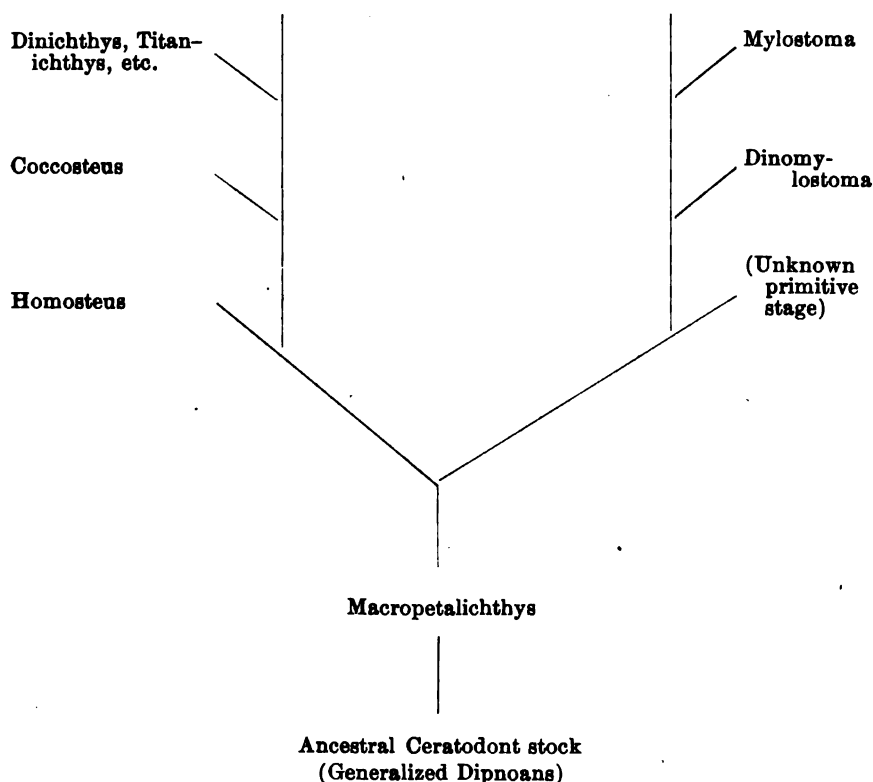 Dinichthys, Titan-
ichthys, etc.
Mylostoma
Coccosteus
Dinomy-
lostoma
Homosteus
(Unknown
primitive
stage)
Macropetalichthys
Ancestral Ceratodont stock
(Generalized Dipnoans)